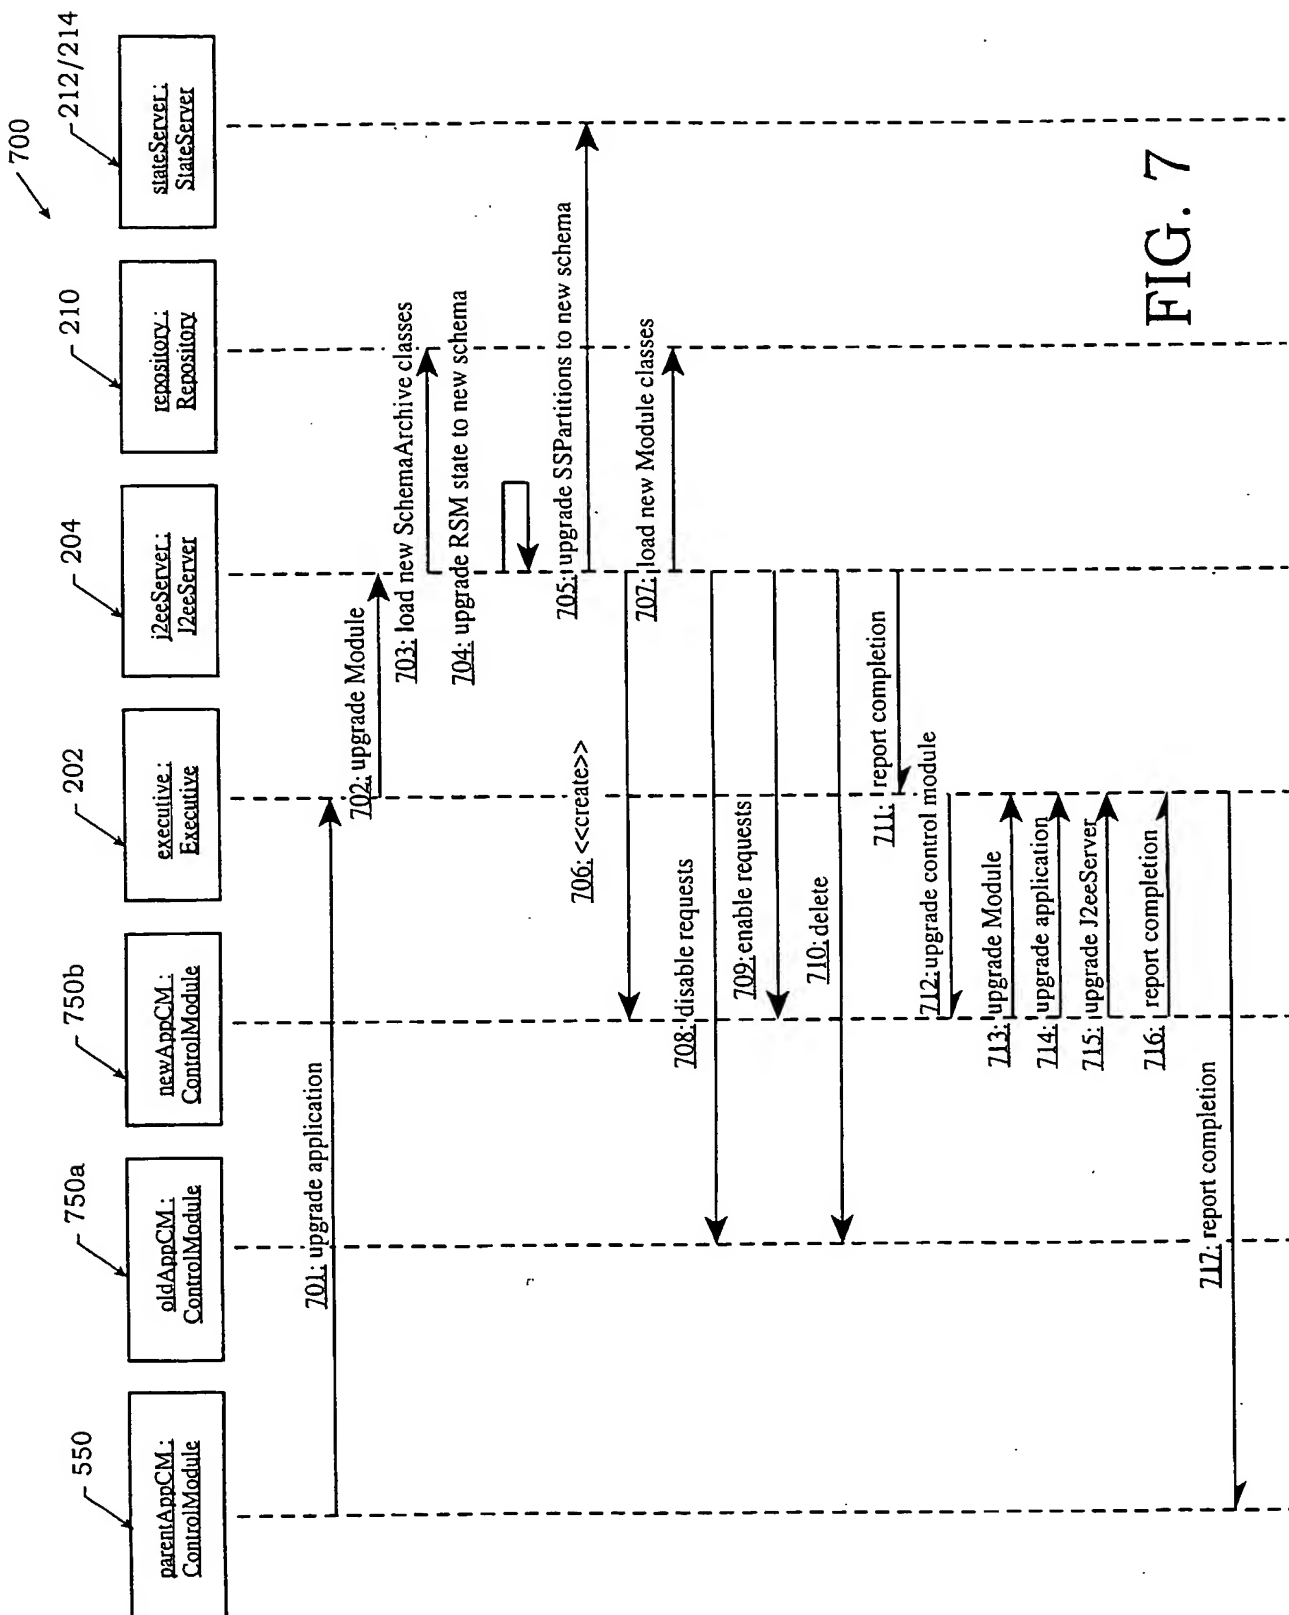 700
550
750a
750b
202
204
210
212/214
parentAppCM :
ControlModule
oldAppCM :
ControlModule
newAppCM :
ControlModule
executive :
Executive
j2eeServer :
J2eeServer
repository :
Repository
stateServer :
StateServer
701: upgrade application
702: upgrade Module
703: load new SchemaArchive classes
704: upgrade RSM state to new schema
705: upgrade SSPartitions to new schema
706: <<create>>
707: load new Module classes
708: disable requests
709: enable requests
710: delete
711: report completion
712: upgrade control module
713: upgrade Module
714: upgrade application
715: upgrade J2eeServer
716: report completion
717: report completion
FIG. 7